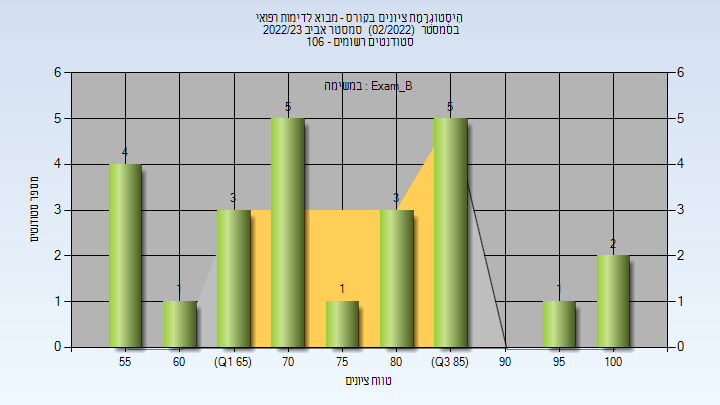 הִיסטוֹגרָמָת ציונים בקורס - מבוא לדימות רפואי
בסמסטר (02/2022) סמסטר אביב 2022/23
סטודנטים רשומים - 106
במשימה : Exam_B
מספר סטודנטים
6 5 4 3 2 1 0
6 5 4 3 2 1 0
4 1 3 5 1 3 5 1 2
55 60 (Q1 65) 70 75 80 (Q3 85) 90 95 100
טווח ציונים